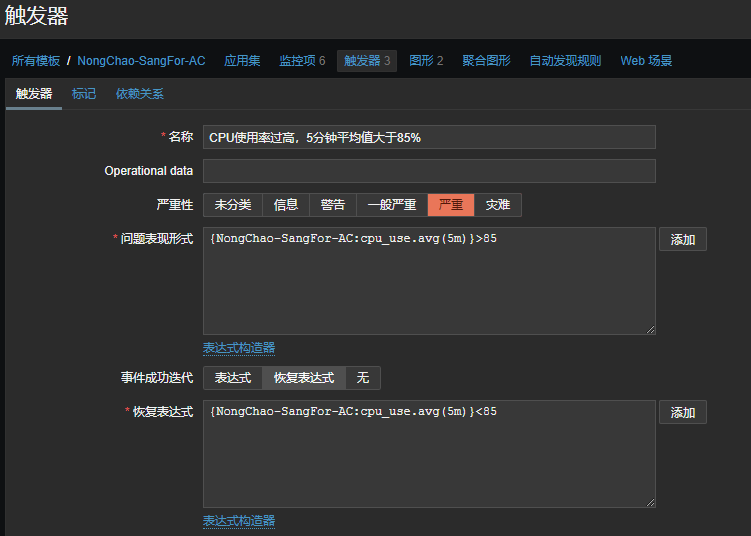 触发器
所有模板 / NongChao-SangFor-AC 应用集 监控项 6 触发器 3 图形 2 聚合图形 自动发现规则 Web 场景
触发器 标记 依赖关系
* 名称 CPU使用率过高，5分钟平均值大于85%
Operational data
严重性 未分类 信息 警告 一般严重 严重 灾难
* 问题表现形式 {NongChao-SangFor-AC:cpu_use.avg(5m)}>85 添加
表达式构造器
事件成功迭代 表达式 恢复表达式 无
* 恢复表达式 {NongChao-SangFor-AC:cpu_use.avg(5m)}<85 添加
表达式构造器